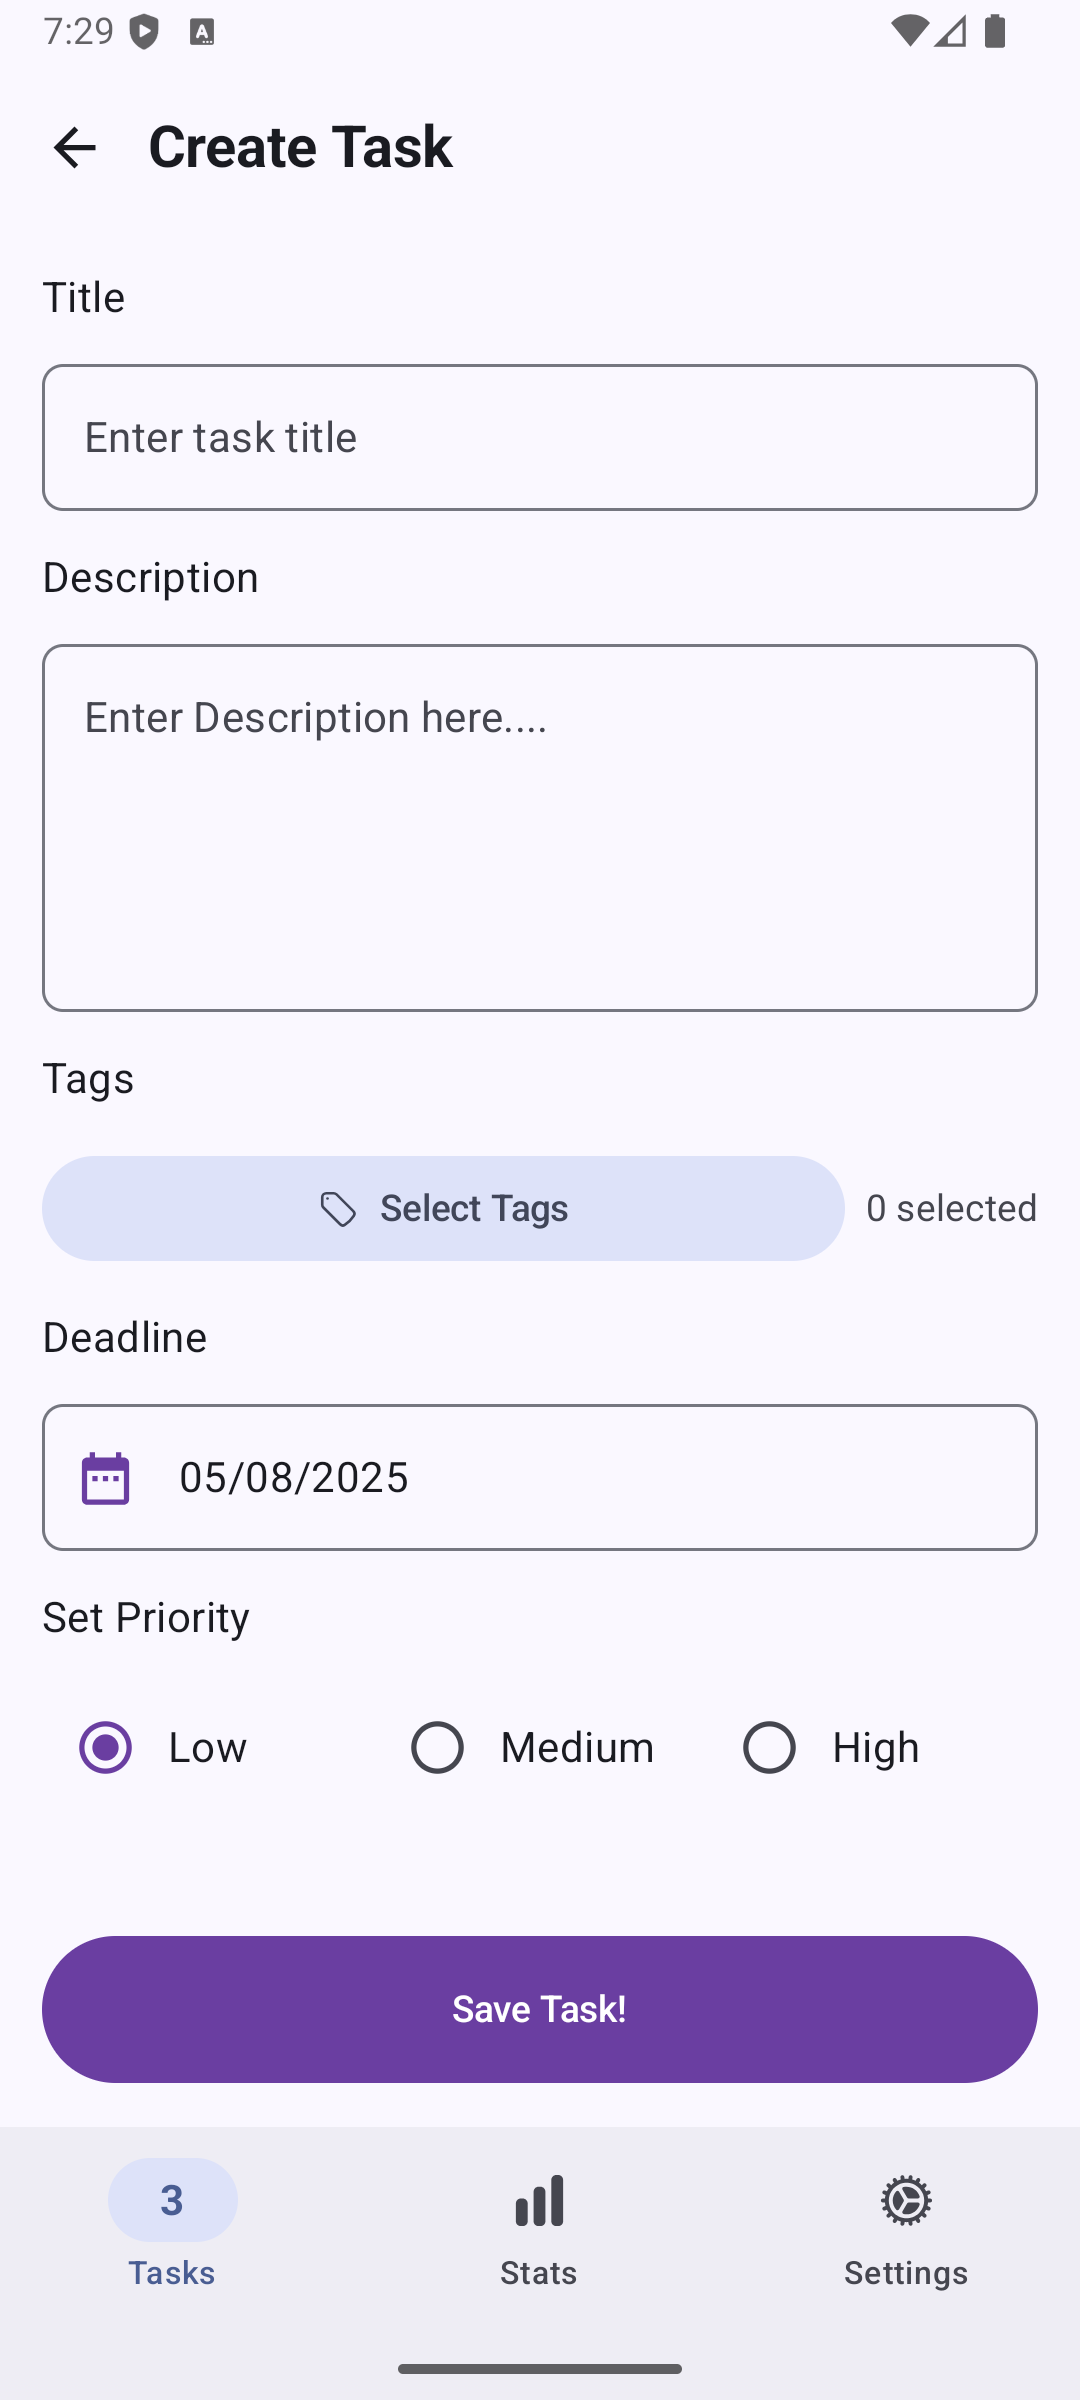 7:29
Create Task
Title
Enter task title
Description
Enter Description here....
Tags
Select Tags
0 selected
Deadline
05/08/2025
Set Priority
Low
Medium
High
Save Task!
3
Tasks
Stats
Settings